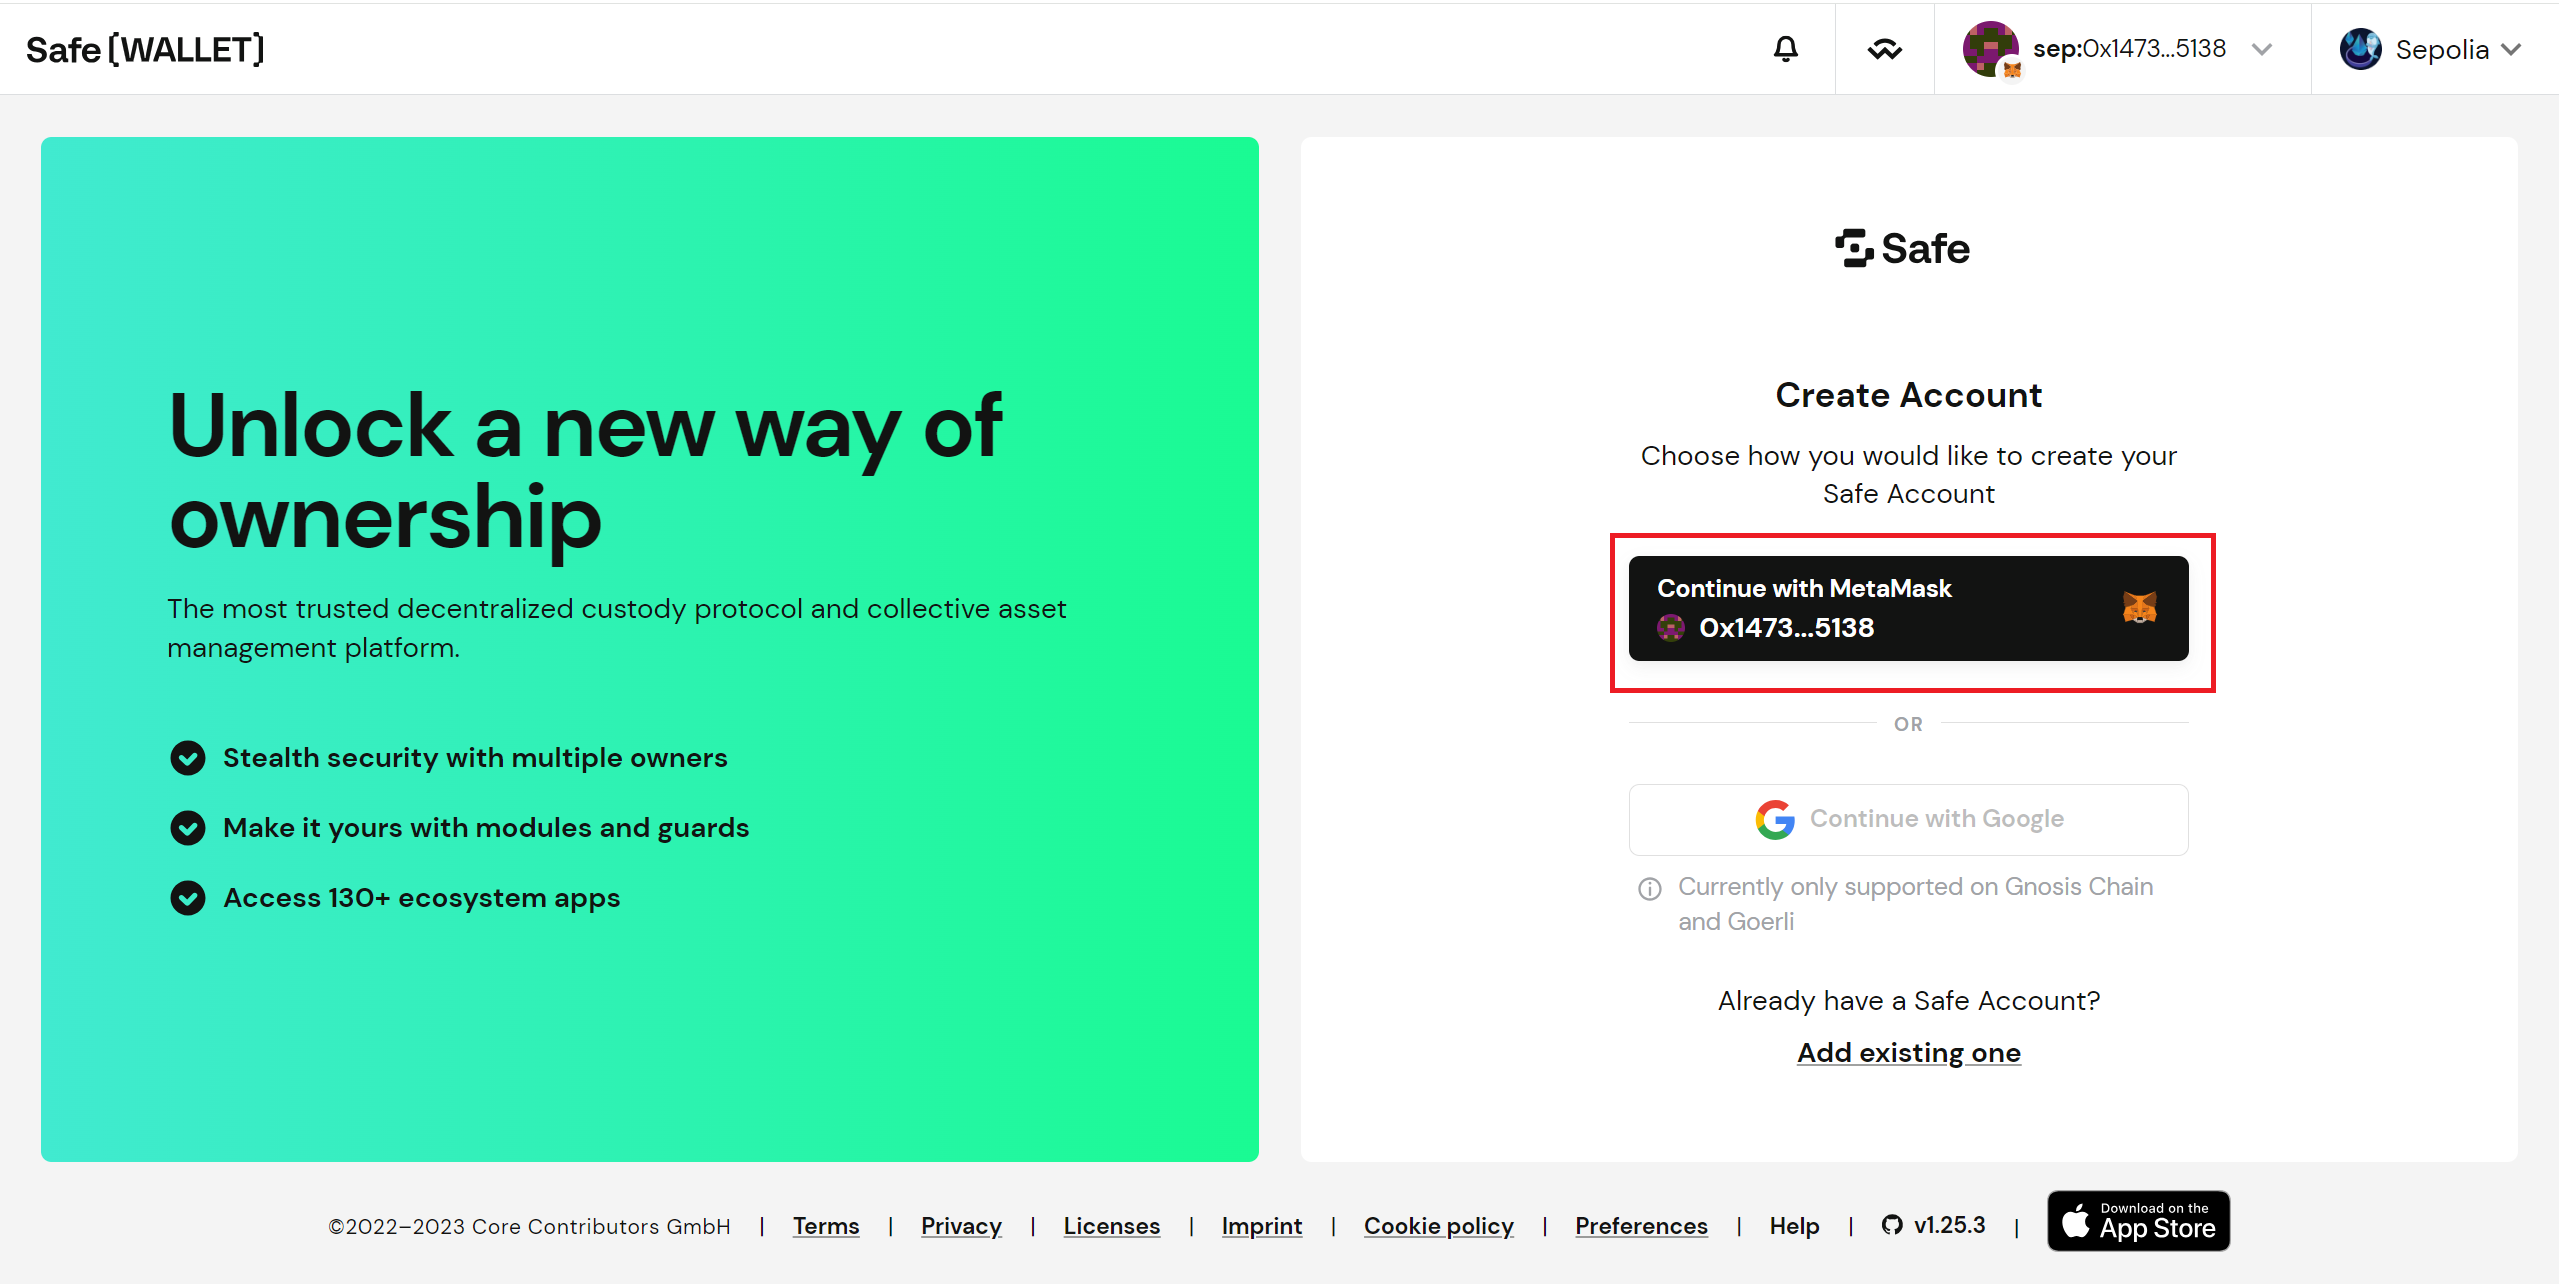 Safe [WALLET]
sep:0x1473...5138
Sepolia
Unlock a new way of
ownership
The most trusted decentralized custody protocol and collective asset
management platform.
Stealth security with multiple owners
Make it yours with modules and guards
Access 130+ ecosystem apps
Safe
Create Account
Choose how you would like to create your
Safe Account
Continue with MetaMask
0x1473...5138
OR
Continue with Google
Currently only supported on Gnosis Chain
and Goerli
Already have a Safe Account?
Add existing one
©2022–2023 Core Contributors GmbH | Terms | Privacy | Licenses | Imprint | Cookie policy | Preferences | Help | v1.25.3 |
Download on the
App Store